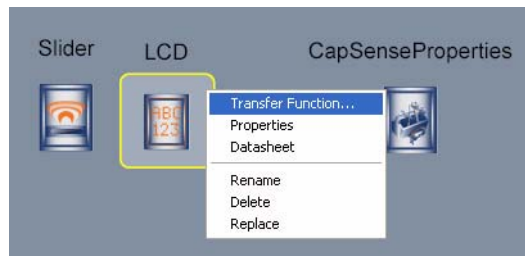 Slider
LCD
CapSenseProperties
ABC
123
Transfer Function...
Properties
Datasheet
Rename
Delete
Replace